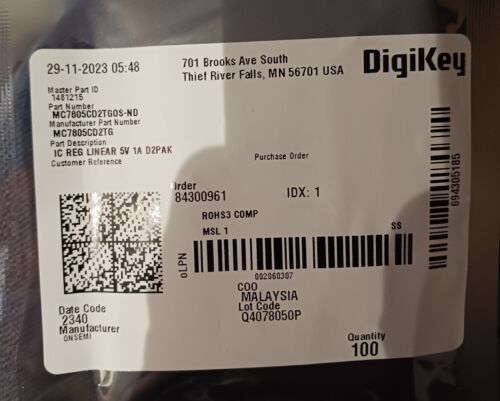 29-11-2023 05:48
701 Brooks Ave South
Thief River Falls, MN 56701 USA
DigiKey
Master Part ID
1481215
Part Number
MC7805CD2TGOS-ND
Manufacturer Part Number
MC7805CD2TG
Part Description
IC REG LINEAR 5V 1A D2PAK
Customer Reference
Purchase Order
Order
84300961
IDX: 1
ROHS3 COMP
MSL 1
SS
oLPN
002060307
694305185
COO
MALAYSIA
Lot Code
Q4078050P
Date Code
2340
Manufacturer
ONSEMI
Quantity
100